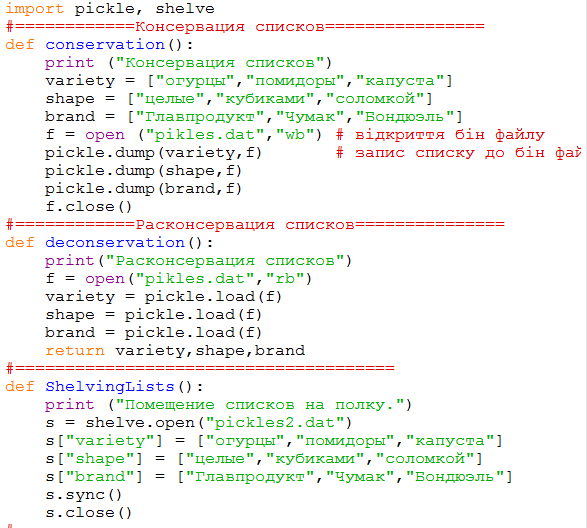 import pickle, shelve
#============Консервация списков================
def conservation():
    print ("Консервация списков")
    variety = ["огурцы","помидоры","капуста"]
    shape = ["целые","кубиками","соломкой"]
    brand = ["Главпродукт","Чумак","Бондюэль"]
    f = open ("pikles.dat","wb") # відкриття бін файлу
    pickle.dump(variety,f)       # запис списку до бін фай
    pickle.dump(shape,f)
    pickle.dump(brand,f)
    f.close()
#============Расконсервация списков===============
def deconservation():
    print("Расконсервация списков")
    f = open("pikles.dat","rb")
    variety = pickle.load(f)
    shape = pickle.load(f)
    brand = pickle.load(f)
    return variety,shape,brand
#======================================
def ShelvingLists():
    print ("Помещение списков на полку.")
    s = shelve.open("pickles2.dat")
    s["variety"] = ["огурцы","помидоры","капуста"]
    s["shape"] = ["целые","кубиками","соломкой"]
    s["brand"] = ["Главпродукт","Чумак","Бондюэль"]
    s.sync()
    s.close()